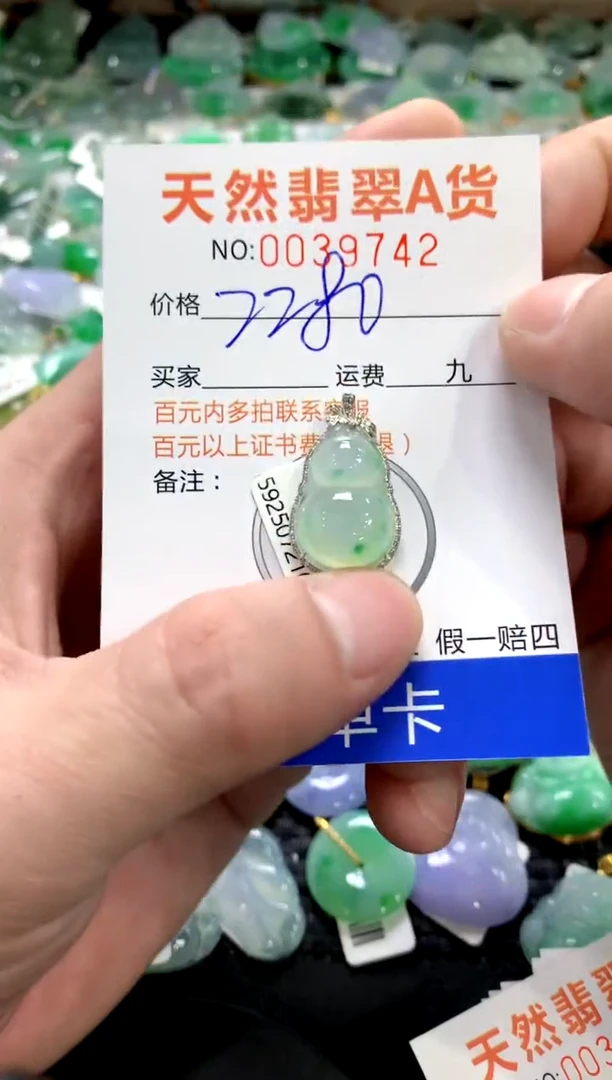 天然翡翠A货
NO:0039742
价格 7280
买家 运费 九
百元内多拍联系客服
百元以上证书费 退）
备注：
假一赔四
卡
天然翡
003